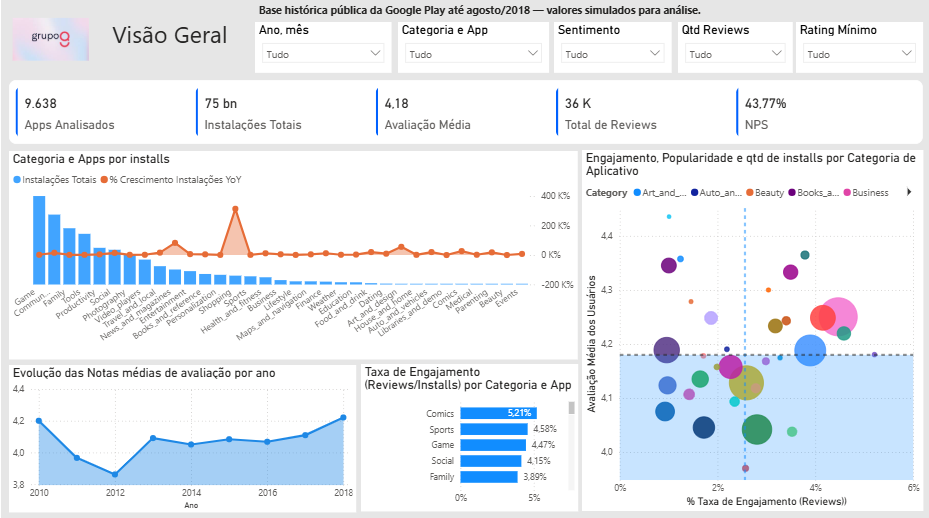 Base histórica pública da Google Play até agosto/2018 — valores simulados para análise.
grupo
Visão Geral
Ano, mês
Tudo
Categoria e App
Tudo
Sentimento
Tudo
Qtd Reviews
Tudo
Rating Mínimo
Tudo
9.638
Apps Analisados
75 bn
Instalações Totais
4,18
Avaliação Média
36 K
Total de Reviews
43,77%
NPS
Categoria e Apps por installs
Instalações Totais % Crescimento Instalações YoY
400 K%
200 K%
0 K%
-200 K%
Game
Commun...
Family
Tools
Productivity
Social
Photography
Video_players
Travel_and_local
News_and_magazines
Entertainment
Books_and_reference
Personalization
Shopping
Sports
Health_and_fitness
Business
Lifestyle
Maps_and_navigation
Finance
Weather
Education
Food_and_drink
Dating
Art_and_design
House_and_home
Auto_and_vehicles
Libraries_and_demo
Comics
Medical
Parenting
Beauty
Events
Engajamento, Popularidade e qtd de installs por Categoria de
Aplicativo
Category Art_and_... Auto_an... Beauty Books_a... Business
Avaliação Média dos Usuários
4,4
4,3
4,2
4,1
4,0
0% 2% 4% 6%
% Taxa de Engajamento (Reviews))
Evolução das Notas médias de avaliação por ano
4,4
4,2
4,0
3,8
2010 2012 2014 2016 2018
Ano
Taxa de Engajamento
(Reviews/Installs) por Categoria e App
Comics 5,21%
Sports 4,58%
Game 4,47%
Social 4,15%
Family 3,89%
0% 5%